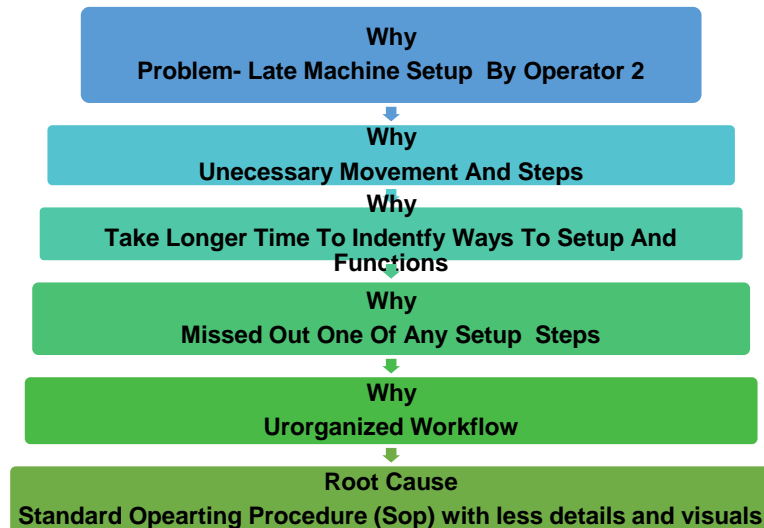 Why
Problem- Late Machine Setup By Operator 2
Why
Unecessary Movement And Steps
Why
Take Longer Time To Indentfy Ways To Setup And
Functions
Why
Missed Out One Of Any Setup Steps
Why
Urorganized Workflow
Root Cause
Standard Opearting Procedure (Sop) with less details and visuals